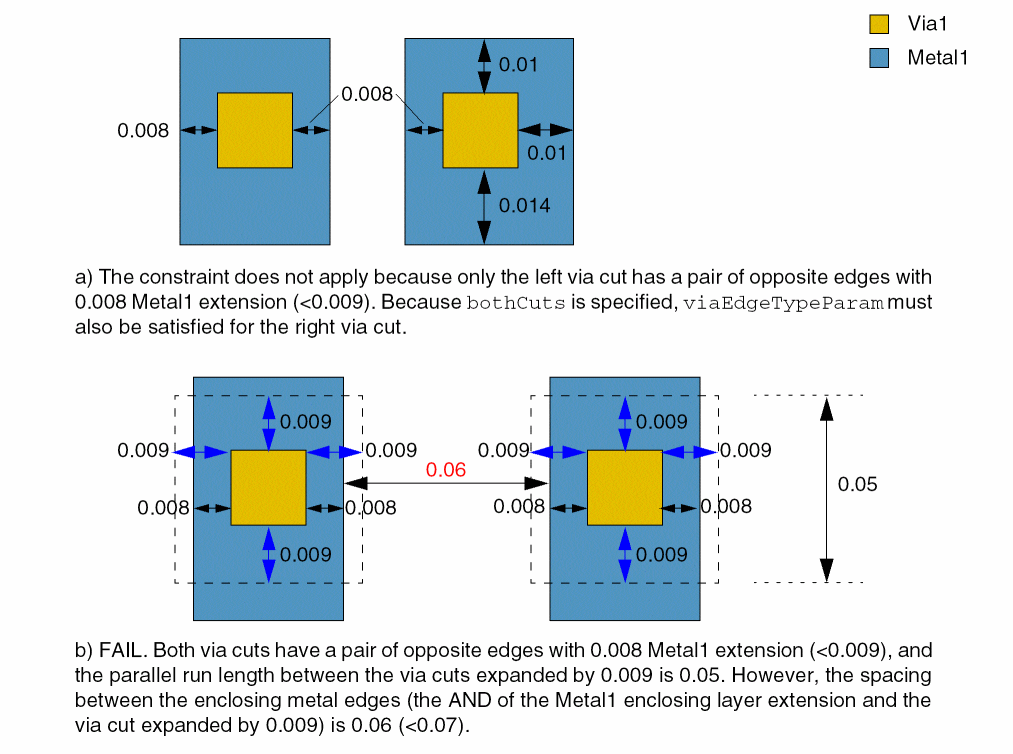 Via1
Metal1
0.01
0.008
0.008
0.01
0.014
a) The constraint does not apply because only the left via cut has a pair of opposite edges with
0.008 Metal1 extension (<0.009). Because bothCuts is specified, viaEdgeTypeParam must
also be satisfied for the right via cut.
0.009
0.009
0.009 0.009 0.009 0.009
0.06
0.05
0.008 0.008 0.008 0.008
0.009
0.009
b) FAIL. Both via cuts have a pair of opposite edges with 0.008 Metal1 extension (<0.009), and
the parallel run length between the via cuts expanded by 0.009 is 0.05. However, the spacing
between the enclosing metal edges (the AND of the Metal1 enclosing layer extension and the
via cut expanded by 0.009) is 0.06 (<0.07).